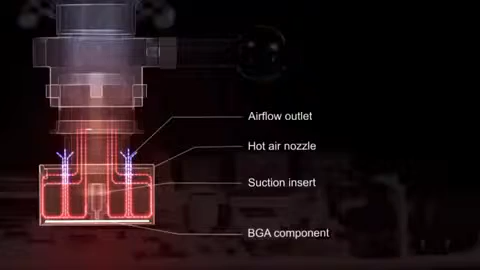 Airflow outlet
Hot air nozzle
Suction insert
BGA component